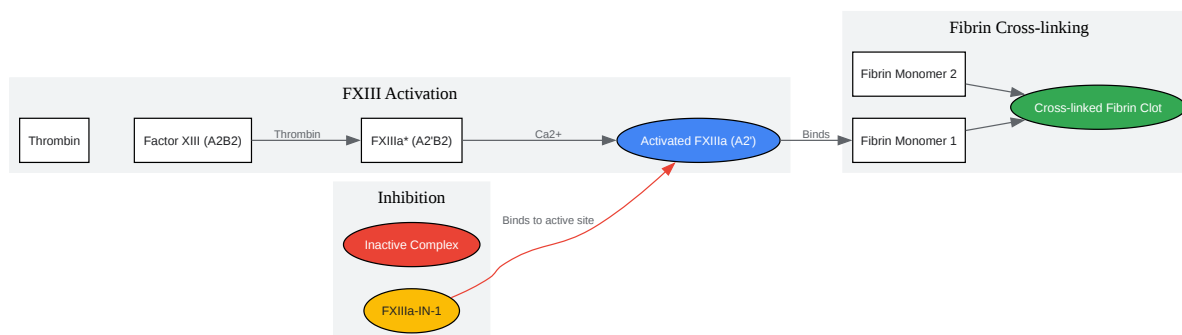 Fibrin Cross-linking
Fibrin Monomer 2
Cross-linked Fibrin Clot
Fibrin Monomer 1
FXIII Activation
Thrombin
Factor XIII (A2B2)
Thrombin
FXIIIa* (A2'B2)
Ca2+
Activated FXIIIa (A2')
Binds
Inhibition
Binds to active site
Inactive Complex
FXIIIa-IN-1